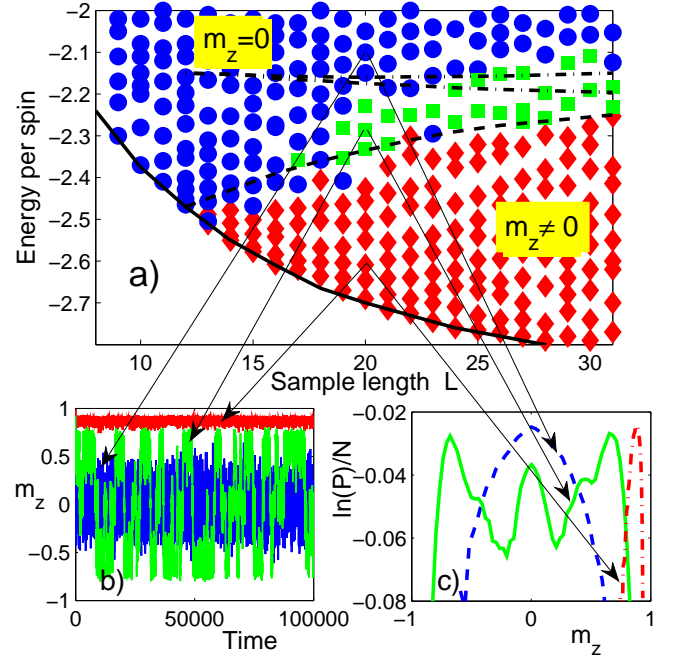 −2
−2.1
−2.2
−2.3
−2.4
−2.5
−2.6
−2.7
Energy per spin
m_z=0
m_z≠ 0
a)
10
15
20
25
30
Sample length L
1
0.5
0
−0.5
−1
m_z
b)
0
50000
100000
Time
−0.02
−0.04
−0.06
−0.08
ln(P)/N
c)
−1
0
1
m_z